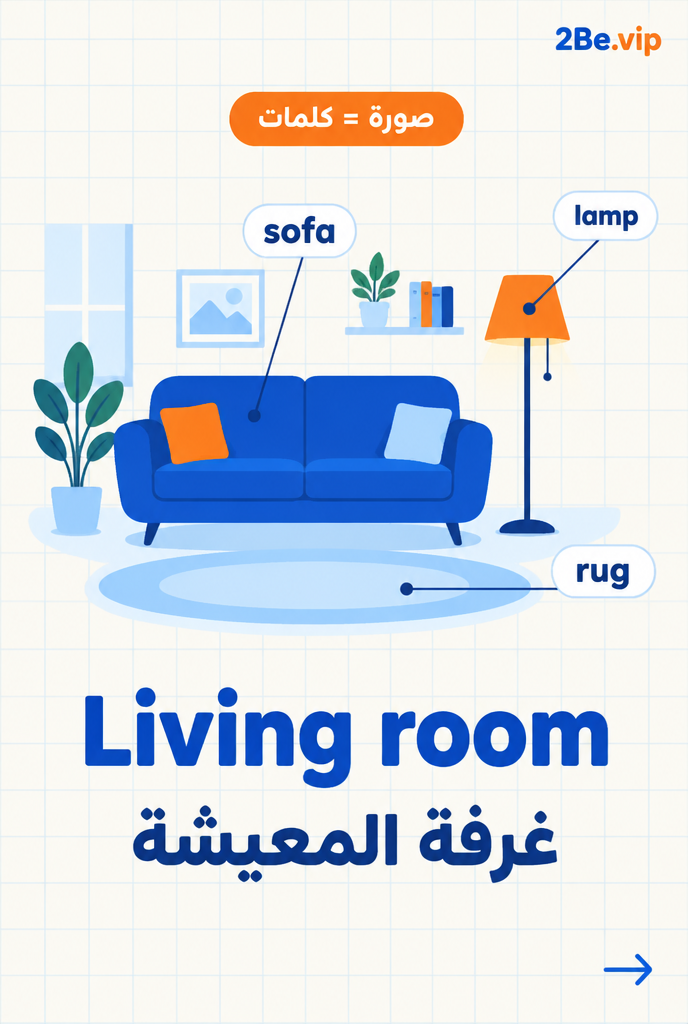 2Be.vip
صورة = كلمات
sofa
lamp
rug
Living room
غرفة المعيشة